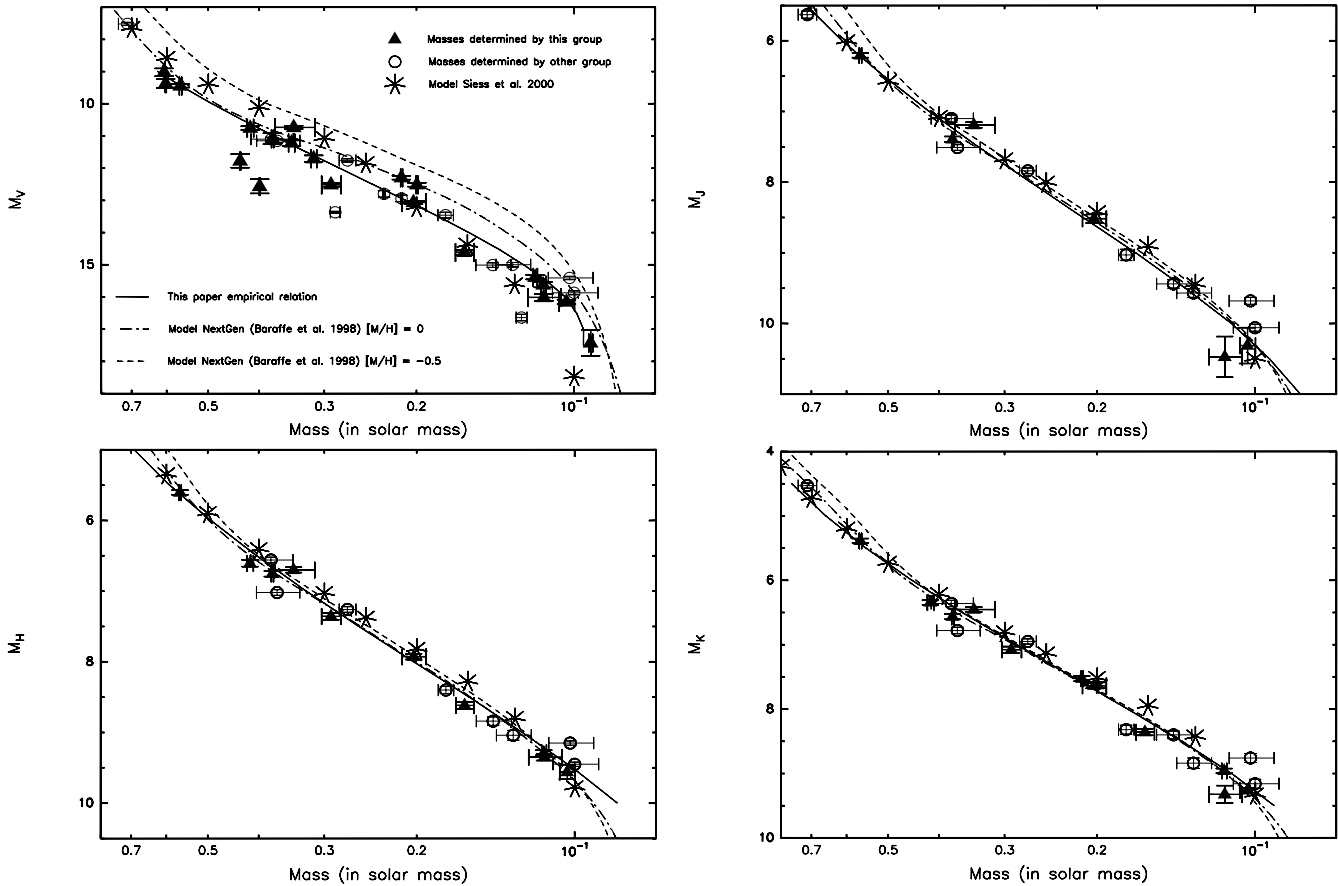 Masses determined by this group
Masses determined by other group
Model Siess et al. 2000
10
15
M_V
This paper empirical relation
Model NextGen (Baraffe et al. 1998) [M/H] = 0
Model NextGen (Baraffe et al. 1998) [M/H] = −0.5
0.7 0.5 0.3 0.2 10⁻¹
Mass (in solar mass)
6
8
10
M_J
0.7 0.5 0.3 0.2 10⁻¹
Mass (in solar mass)
6
8
10
M_H
0.7 0.5 0.3 0.2 10⁻¹
Mass (in solar mass)
4
6
8
10
M_K
0.7 0.5 0.3 0.2 10⁻¹
Mass (in solar mass)